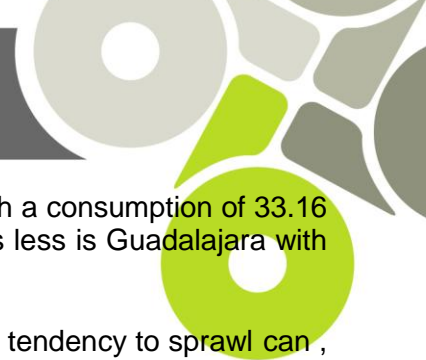 h a consumption of 33.16
s less is Guadalajara with
tendency to sprawl can ,